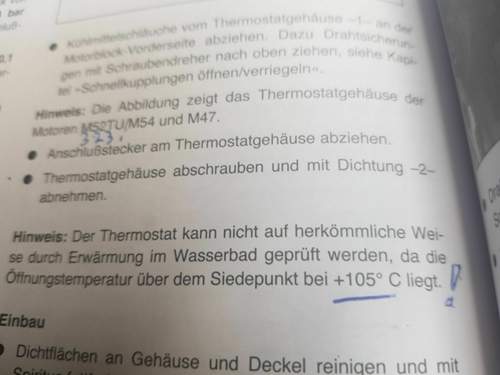 bar
0,1
• Kühlmittelschläuche vom Thermostatgehäuse –1– an der
Motorblock-Vorderseite abziehen. Dazu Drahtsicherun-
gen mit Schraubendreher nach oben ziehen, siehe Kapi-
tel »Schnellkupplungen öffnen/verriegeln«.
Hinweis: Die Abbildung zeigt das Thermostatgehäuse der
Motoren M52TU/M54 und M47.
323
• Anschlußstecker am Thermostatgehäuse abziehen.
• Thermostatgehäuse abschrauben und mit Dichtung –2–
abnehmen.
Hinweis: Der Thermostat kann nicht auf herkömmliche Wei-
se durch Erwärmung im Wasserbad geprüft werden, da die
Öffnungstemperatur über dem Siedepunkt bei +105° C liegt.
Einbau
• Dichtflächen an Gehäuse und Deckel reinigen und mit